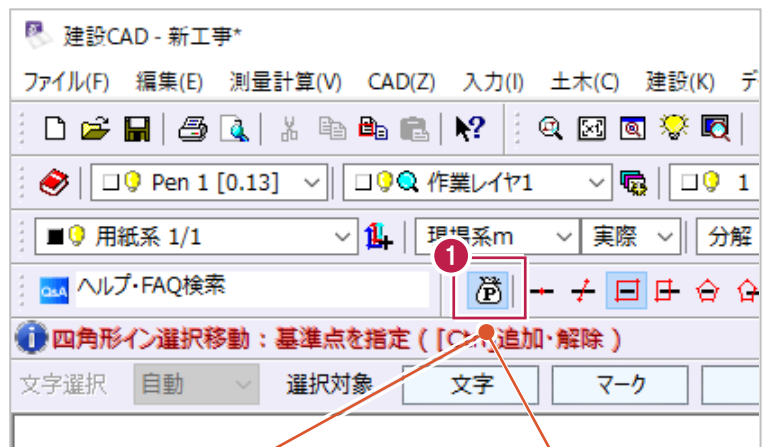 建設CAD - 新工事*
ファイル(F) 編集(E) 測量計算(V) CAD(Z) 入力(I) 土木(C) 建設(K) デ
Pen 1 [0.13] 作業レイヤ1 1
用紙系 1/1 現場系m 実際 分解
1
Q&A ヘルプ・FAQ検索 P
四角形イン選択移動：基準点を指定 ( [Ctrl]追加・解除 )
文字選択 自動 選択対象 文字 マーク